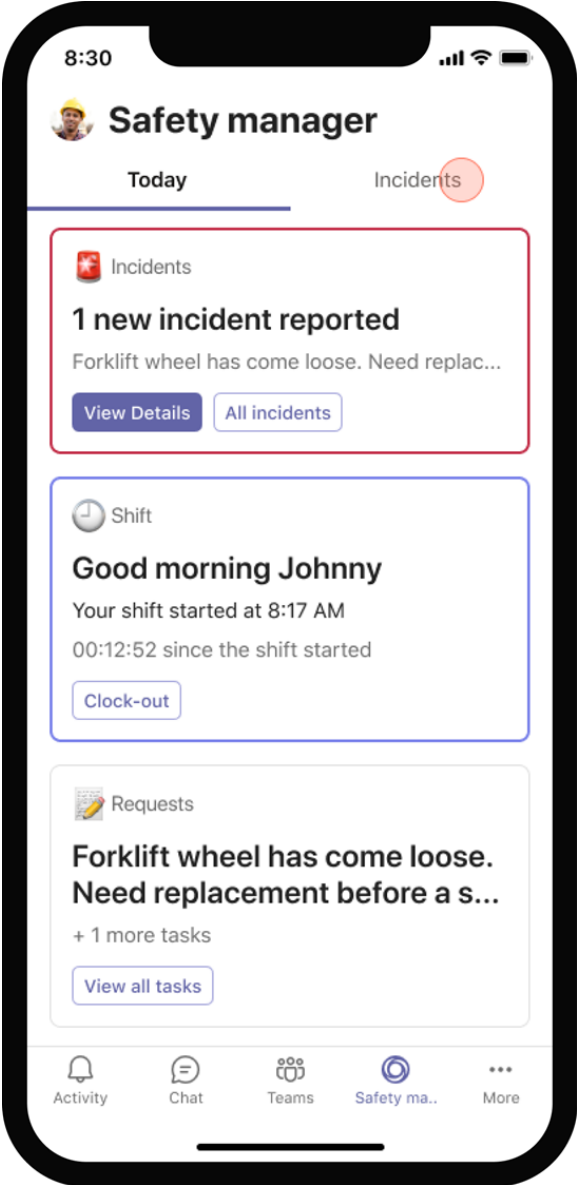 8:30
Safety manager
Today
Incidents
Incidents
1 new incident reported
Forklift wheel has come loose. Need replac...
View Details
All incidents
Shift
Good morning Johnny
Your shift started at 8:17 AM
00:12:52 since the shift started
Clock-out
Requests
Forklift wheel has come loose.
Need replacement before a s...
+ 1 more tasks
View all tasks
Activity
Chat
Teams
Safety ma..
More